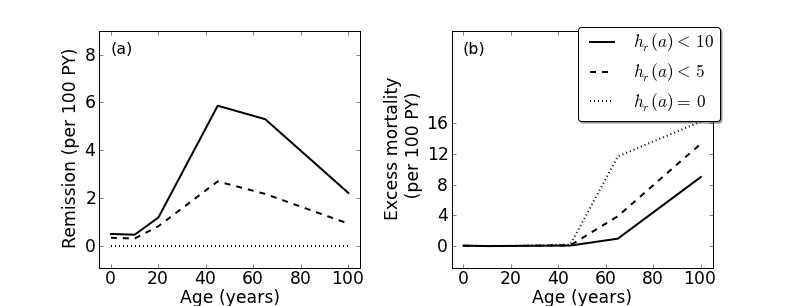 (a)
Remission (per 100 PY)
8
6
4
2
0
0 20 40 60 80 100
Age (years)
(b)
Excess mortality
(per 100 PY)
16
12
8
4
0
0 20 40 60 80 100
Age (years)
h_r(a) < 10
h_r(a) < 5
h_r(a) = 0